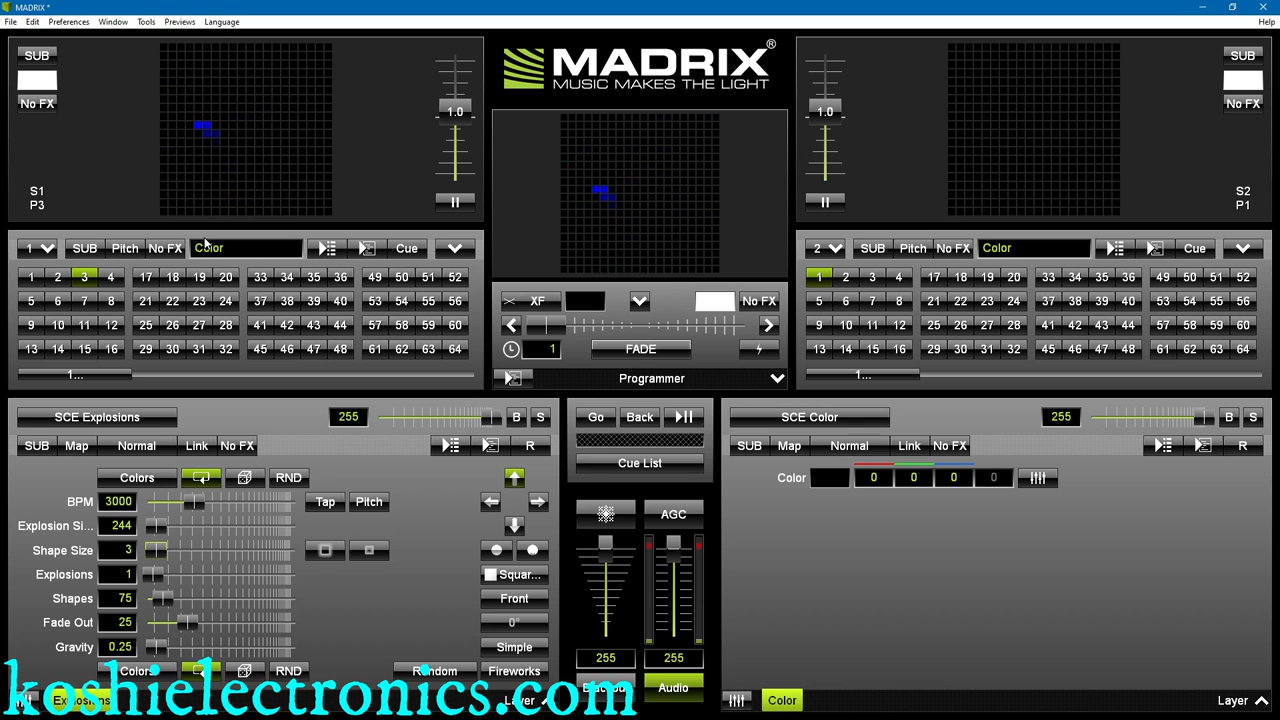 MADRIX *
File Edit Preferences Window Tools Previews Language Help
SUB
No FX
S1
P3
1.0
MADRIX®
MUSIC MAKES THE LIGHT
1.0
SUB
No FX
S2
P1
1 SUB Pitch No FX Color Cue
1 2 3 4 17 18 19 20 33 34 35 36 49 50 51 52
5 6 7 8 21 22 23 24 37 38 39 40 53 54 55 56
9 10 11 12 25 26 27 28 41 42 43 44 57 58 59 60
13 14 15 16 29 30 31 32 45 46 47 48 61 62 63 64
1...
XF No FX
1 FADE
Programmer
2 SUB Pitch No FX Color Cue
1 2 3 4 17 18 19 20 33 34 35 36 49 50 51 52
5 6 7 8 21 22 23 24 37 38 39 40 53 54 55 56
9 10 11 12 25 26 27 28 41 42 43 44 57 58 59 60
13 14 15 16 29 30 31 32 45 46 47 48 61 62 63 64
1...
SCE Explosions 255 B S
SUB Map Normal Link No FX R
Colors RND
BPM 3000 Tap Pitch
Explosion Si... 244
Shape Size 3
Explosions 1 Squar...
Shapes 75 Front
Fade Out 25 0°
Gravity 0.25 Simple
Colors RND Random Fireworks
Explosions Layer
Go Back
Cue List
AGC
255 255
Blackout Audio
SCE Color 255 B S
SUB Map Normal Link No FX R
Color 0 0 0 0
Color Layer
koshielectronics.com